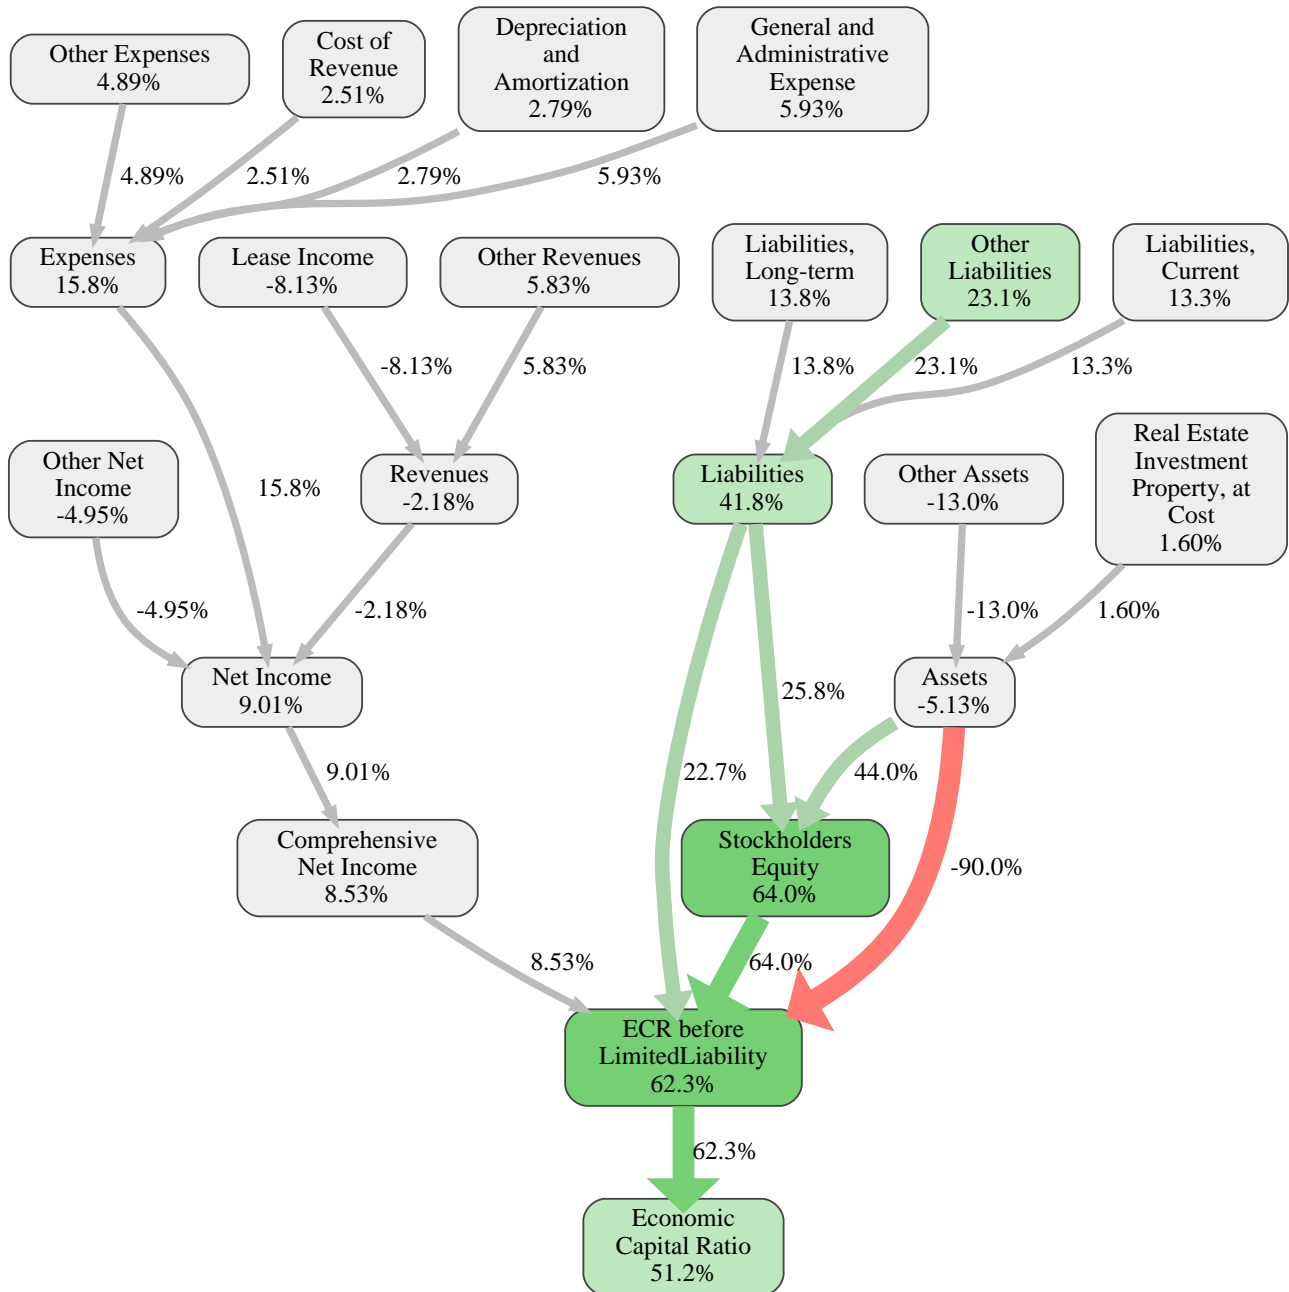 Other Expenses
4.89%
Cost of
Revenue
2.51%
Depreciation
and
Amortization
2.79%
General and
Administrative
Expense
5.93%
4.89%
2.51%
2.79%
5.93%
Expenses
15.8%
Lease Income
-8.13%
Other Revenues
5.83%
Liabilities,
Long-term
13.8%
Other
Liabilities
23.1%
Liabilities,
Current
13.3%
-8.13%
5.83%
13.8%
23.1%
13.3%
Other Net
Income
-4.95%
15.8%
Revenues
-2.18%
Liabilities
41.8%
Other Assets
-13.0%
Real Estate
Investment
Property, at
Cost
1.60%
-4.95%
-2.18%
-13.0%
1.60%
Net Income
9.01%
25.8%
Assets
-5.13%
9.01%
22.7%
44.0%
Comprehensive
Net Income
8.53%
Stockholders
Equity
64.0%
-90.0%
8.53%
64.0%
ECR before
LimitedLiability
62.3%
62.3%
Economic
Capital Ratio
51.2%